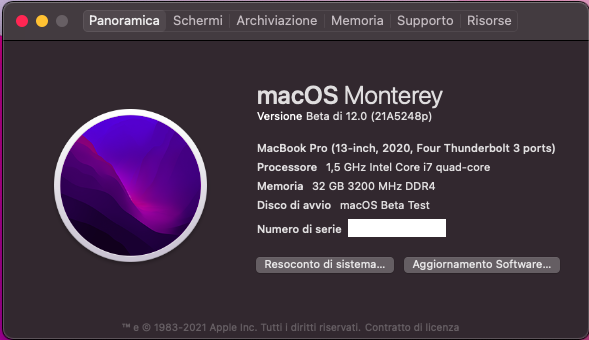 Panoramica Schermi Archiviazione Memoria Supporto Risorse
macOS Monterey
Versione Beta di 12.0 (21A5248p)
MacBook Pro (13-inch, 2020, Four Thunderbolt 3 ports)
Processore 1,5 GHz Intel Core i7 quad-core
Memoria 32 GB 3200 MHz DDR4
Disco di avvio macOS Beta Test
Numero di serie
Resoconto di sistema... Aggiornamento Software...
™ e © 1983-2021 Apple Inc. Tutti i diritti riservati. Contratto di licenza